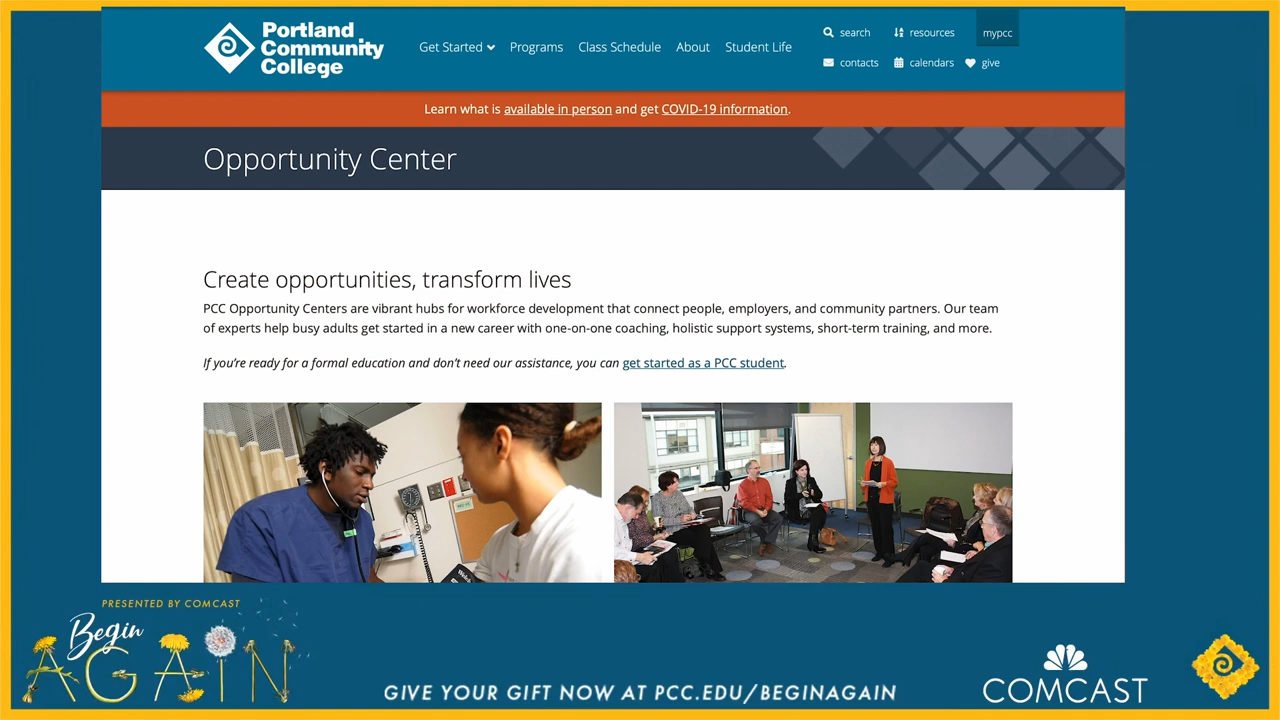 Portland
Community
College
Get Started
Programs
Class Schedule
About
Student Life
search
resources
mypcc
contacts
calendars
give
Learn what is available in person and get COVID-19 information.
Opportunity Center
Create opportunities, transform lives
PCC Opportunity Centers are vibrant hubs for workforce development that connect people, employers, and community partners. Our team
of experts help busy adults get started in a new career with one-on-one coaching, holistic support systems, short-term training, and more.
If you're ready for a formal education and don't need our assistance, you can get started as a PCC student.
PRESENTED BY COMCAST
Begin
AGAIN
GIVE YOUR GIFT NOW AT PCC.EDU/BEGINAGAIN
COMCAST